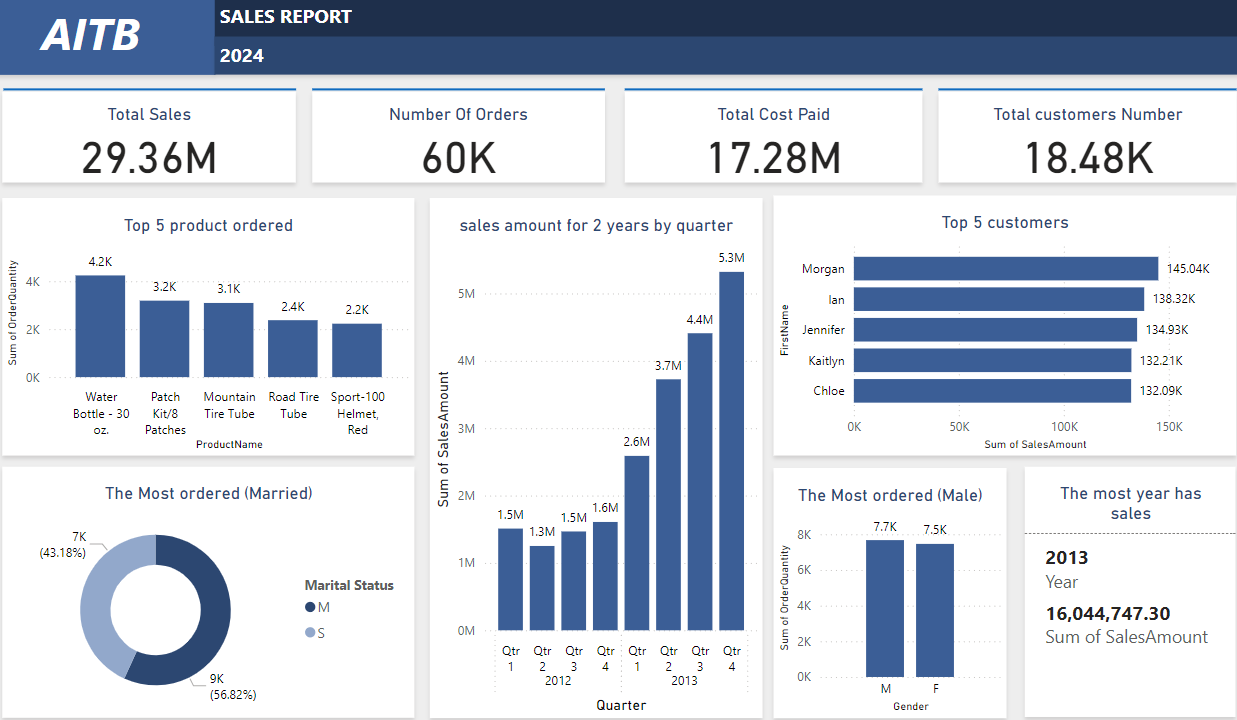 AITB
SALES REPORT
2024
Total Sales
29.36M
Number Of Orders
60K
Total Cost Paid
17.28M
Total customers Number
18.48K
Top 5 product ordered
Sum of OrderQuantity
4K
2K
0K
4.2K
3.2K
3.1K
2.4K
2.2K
Water
Bottle - 30
oz.
Patch
Kit/8
Patches
Mountain
Tire Tube
Road Tire
Tube
Sport-100
Helmet,
Red
ProductName
sales amount for 2 years by quarter
Sum of SalesAmount
5M
4M
3M
2M
1M
0M
1.5M
1.3M
1.5M
1.6M
2.6M
3.7M
4.4M
5.3M
Qtr
1
Qtr
2
Qtr
3
Qtr
4
Qtr
1
Qtr
2
Qtr
3
Qtr
4
2012
2013
Quarter
Top 5 customers
FirstName
Morgan
145.04K
Ian
138.32K
Jennifer
134.93K
Kaitlyn
132.21K
Chloe
132.09K
0K
50K
100K
150K
Sum of SalesAmount
The Most ordered (Married)
7K
(43.18%)
9K
(56.82%)
Marital Status
M
S
The Most ordered (Male)
Sum of OrderQuantity
8K
6K
4K
2K
0K
7.7K
7.5K
M
F
Gender
The most year has
sales
2013
Year
16,044,747.30
Sum of SalesAmount